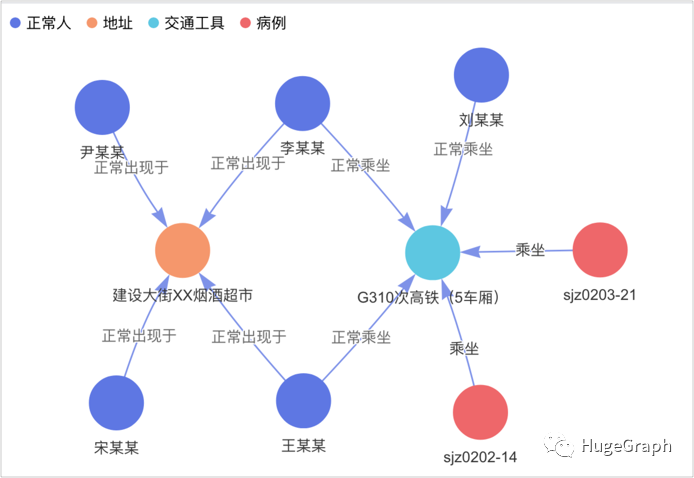 正常人 地址 交通工具 病例
刘某某
李某某
尹某某
正常出现于
正常出现于
正常乘坐
正常乘坐
乘坐
建设大街XX烟酒超市
G310次高铁（5车厢）
sjz0203-21
正常出现于
正常出现于
正常乘坐
乘坐
宋某某
王某某
sjz0202-14
HugeGraph